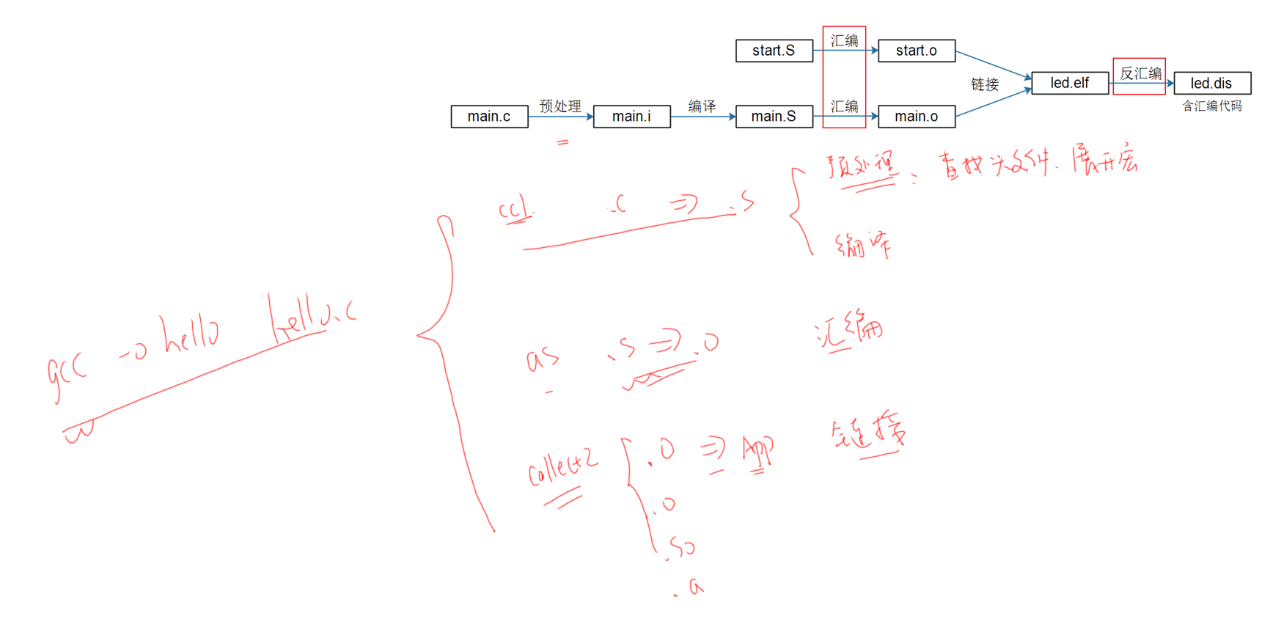 start.S 汇编 start.o
链接 led.elf 反汇编 led.dis
含汇编代码
main.c 预处理 main.i 编译 main.S 汇编 main.o
预处理：查找头文件、展开宏
cc1 .c => .s
编译
gcc -o hello hello.c
as .s => .o 汇编
collect2 .o => App 链接
.o
.so
.a